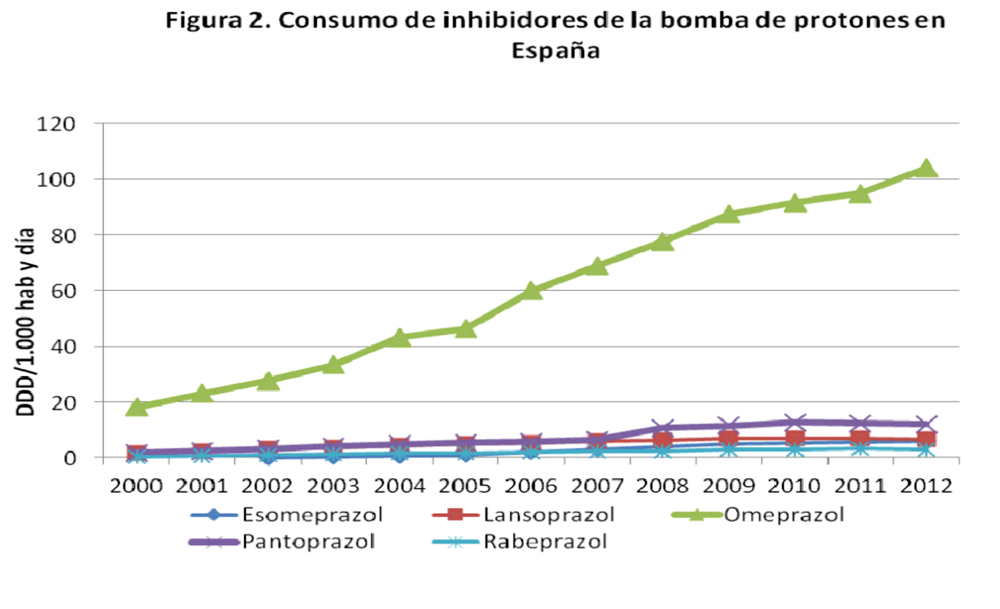 Figura 2. Consumo de inhibidores de la bomba de protones en
España
DDD/1.000 hab y día
120
100
80
60
40
20
0
2000 2001 2002 2003 2004 2005 2006 2007 2008 2009 2010 2011 2012
Esomeprazol Lansoprazol Omeprazol
Pantoprazol Rabeprazol